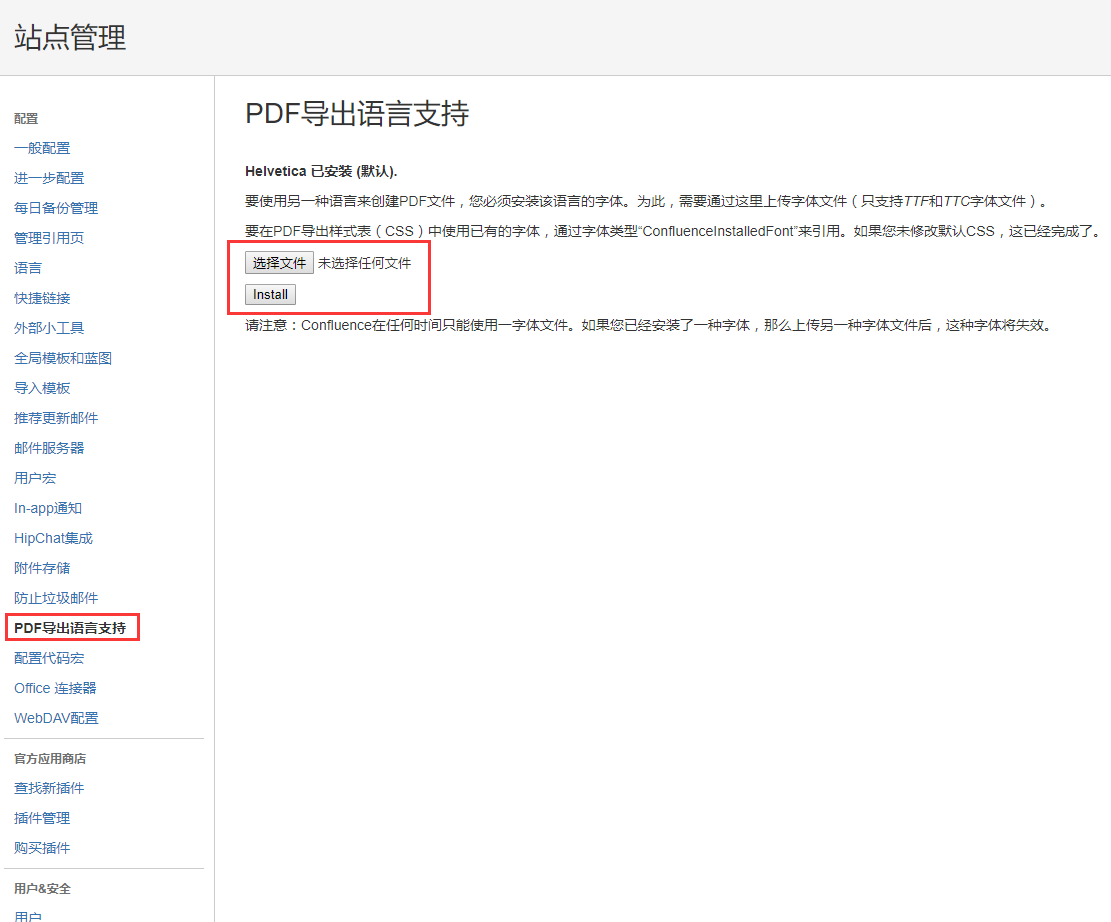 站点管理
配置
一般配置
进一步配置
每日备份管理
管理引用页
语言
快捷链接
外部小工具
全局模板和蓝图
导入模板
推荐更新邮件
邮件服务器
用户宏
In-app通知
HipChat集成
附件存储
防止垃圾邮件
PDF导出语言支持
配置代码宏
Office 连接器
WebDAV配置
官方应用商店
查找新插件
插件管理
购买插件
用户&安全
用户
PDF导出语言支持
Helvetica 已安装 (默认).
要使用另一种语言来创建PDF文件，您必须安装该语言的字体。为此，需要通过这里上传字体文件（只支持TTF和TTC字体文件）。
要在PDF导出样式表（CSS）中使用已有的字体，通过字体类型“ConfluenceInstalledFont”来引用。如果您未修改默认CSS，这已经完成了。
选择文件 未选择任何文件
Install
请注意：Confluence在任何时间只能使用一字体文件。如果您已经安装了一种字体，那么上传另一种字体文件后，这种字体将失效。